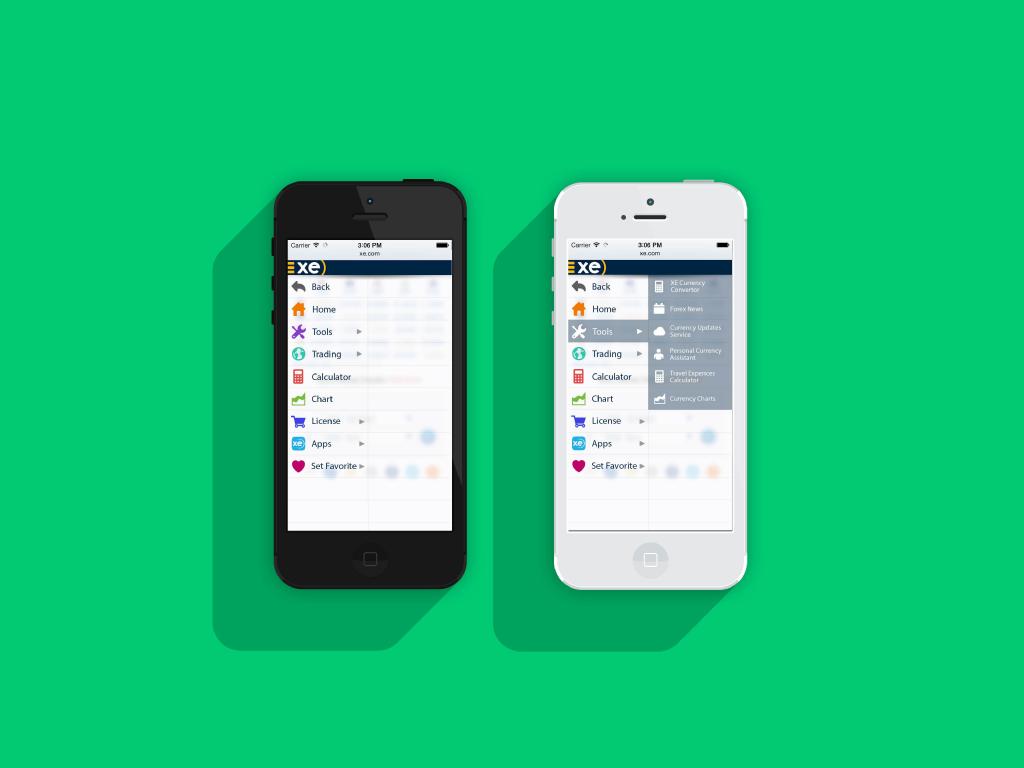 Carrier 3:06 PM
xe.com
xe
Back
Home
Tools
Trading
Calculator
Chart
License
Apps
xe
Set Favorite
Carrier 3:06 PM
xe.com
xe
Back
Home
Tools
Trading
Calculator
Chart
License
Apps
xe
Set Favorite
XE Currency
Convertor
Forex News
Currency Updates
Service
Personal Currency
Assistant
Travel Expences
Calculator
Currency Charts